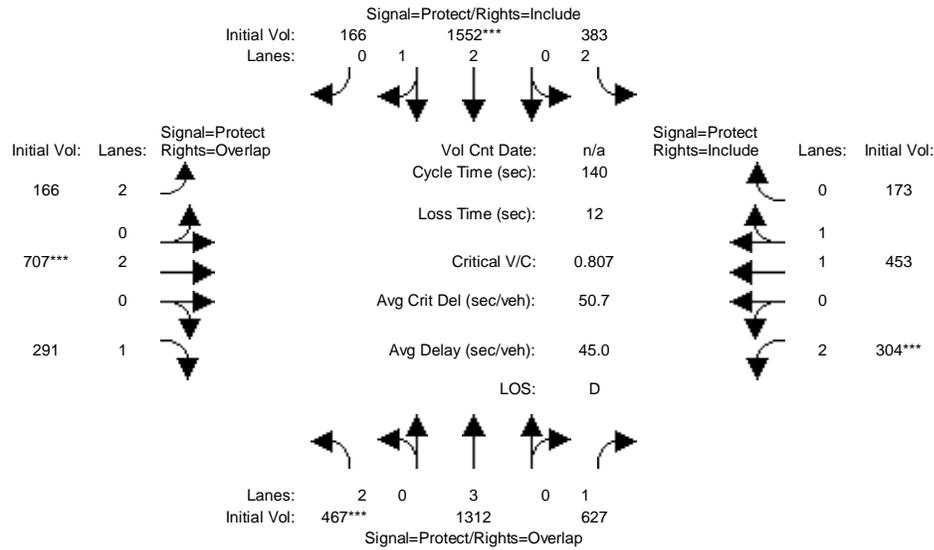 Signal=Protect/Rights=Include
Initial Vol: 166 1552*** 383
Lanes: 0 1 2 0 2
Signal=Protect Signal=Protect
Initial Vol: Lanes: Rights=Overlap Vol Cnt Date: n/a Rights=Include Lanes: Initial Vol:
Cycle Time (sec): 140
166 2 0 173
Loss Time (sec): 12
0 1
707*** 2 Critical V/C: 0.807 1 453
0 Avg Crit Del (sec/veh): 50.7 0
291 1 Avg Delay (sec/veh): 45.0 2 304***
LOS: D
Lanes: 2 0 3 0 1
Initial Vol: 467*** 1312 627
Signal=Protect/Rights=Overlap